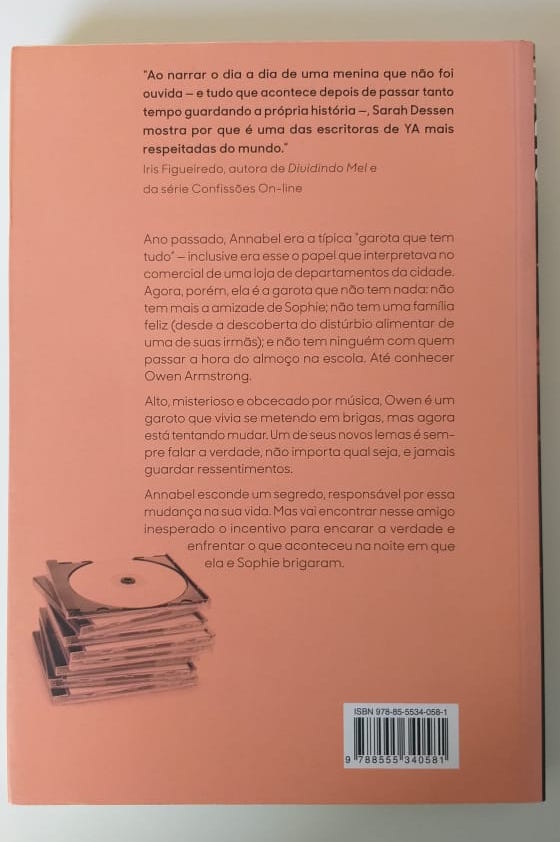 "Ao narrar o dia a dia de uma menina que não foi
ouvida – e tudo que acontece depois de passar tanto
tempo guardando a própria história –, Sarah Dessen
mostra por que é uma das escritoras de YA mais
respeitadas do mundo."
Iris Figueiredo, autora de Dividindo Mel e
da série Confissões On-line
Ano passado, Annabel era a típica "garota que tem
tudo" – inclusive era esse o papel que interpretava no
comercial de uma loja de departamentos da cidade.
Agora, porém, ela é a garota que não tem nada: não
tem mais a amizade de Sophie; não tem uma família
feliz (desde a descoberta do distúrbio alimentar de
uma de suas irmãs); e não tem ninguém com quem
passar a hora do almoço na escola. Até conhecer
Owen Armstrong.
Alto, misterioso e obcecado por música, Owen é um
garoto que vivia se metendo em brigas, mas agora
está tentando mudar. Um de seus novos lemas é sem-
pre falar a verdade, não importa qual seja, e jamais
guardar ressentimentos.
Annabel esconde um segredo, responsável por essa
mudança na sua vida. Mas vai encontrar nesse amigo
inesperado o incentivo para encarar a verdade e
enfrentar o que aconteceu na noite em que
ela e Sophie brigaram.
ISBN 978-85-5534-058-1
9 788555 340581